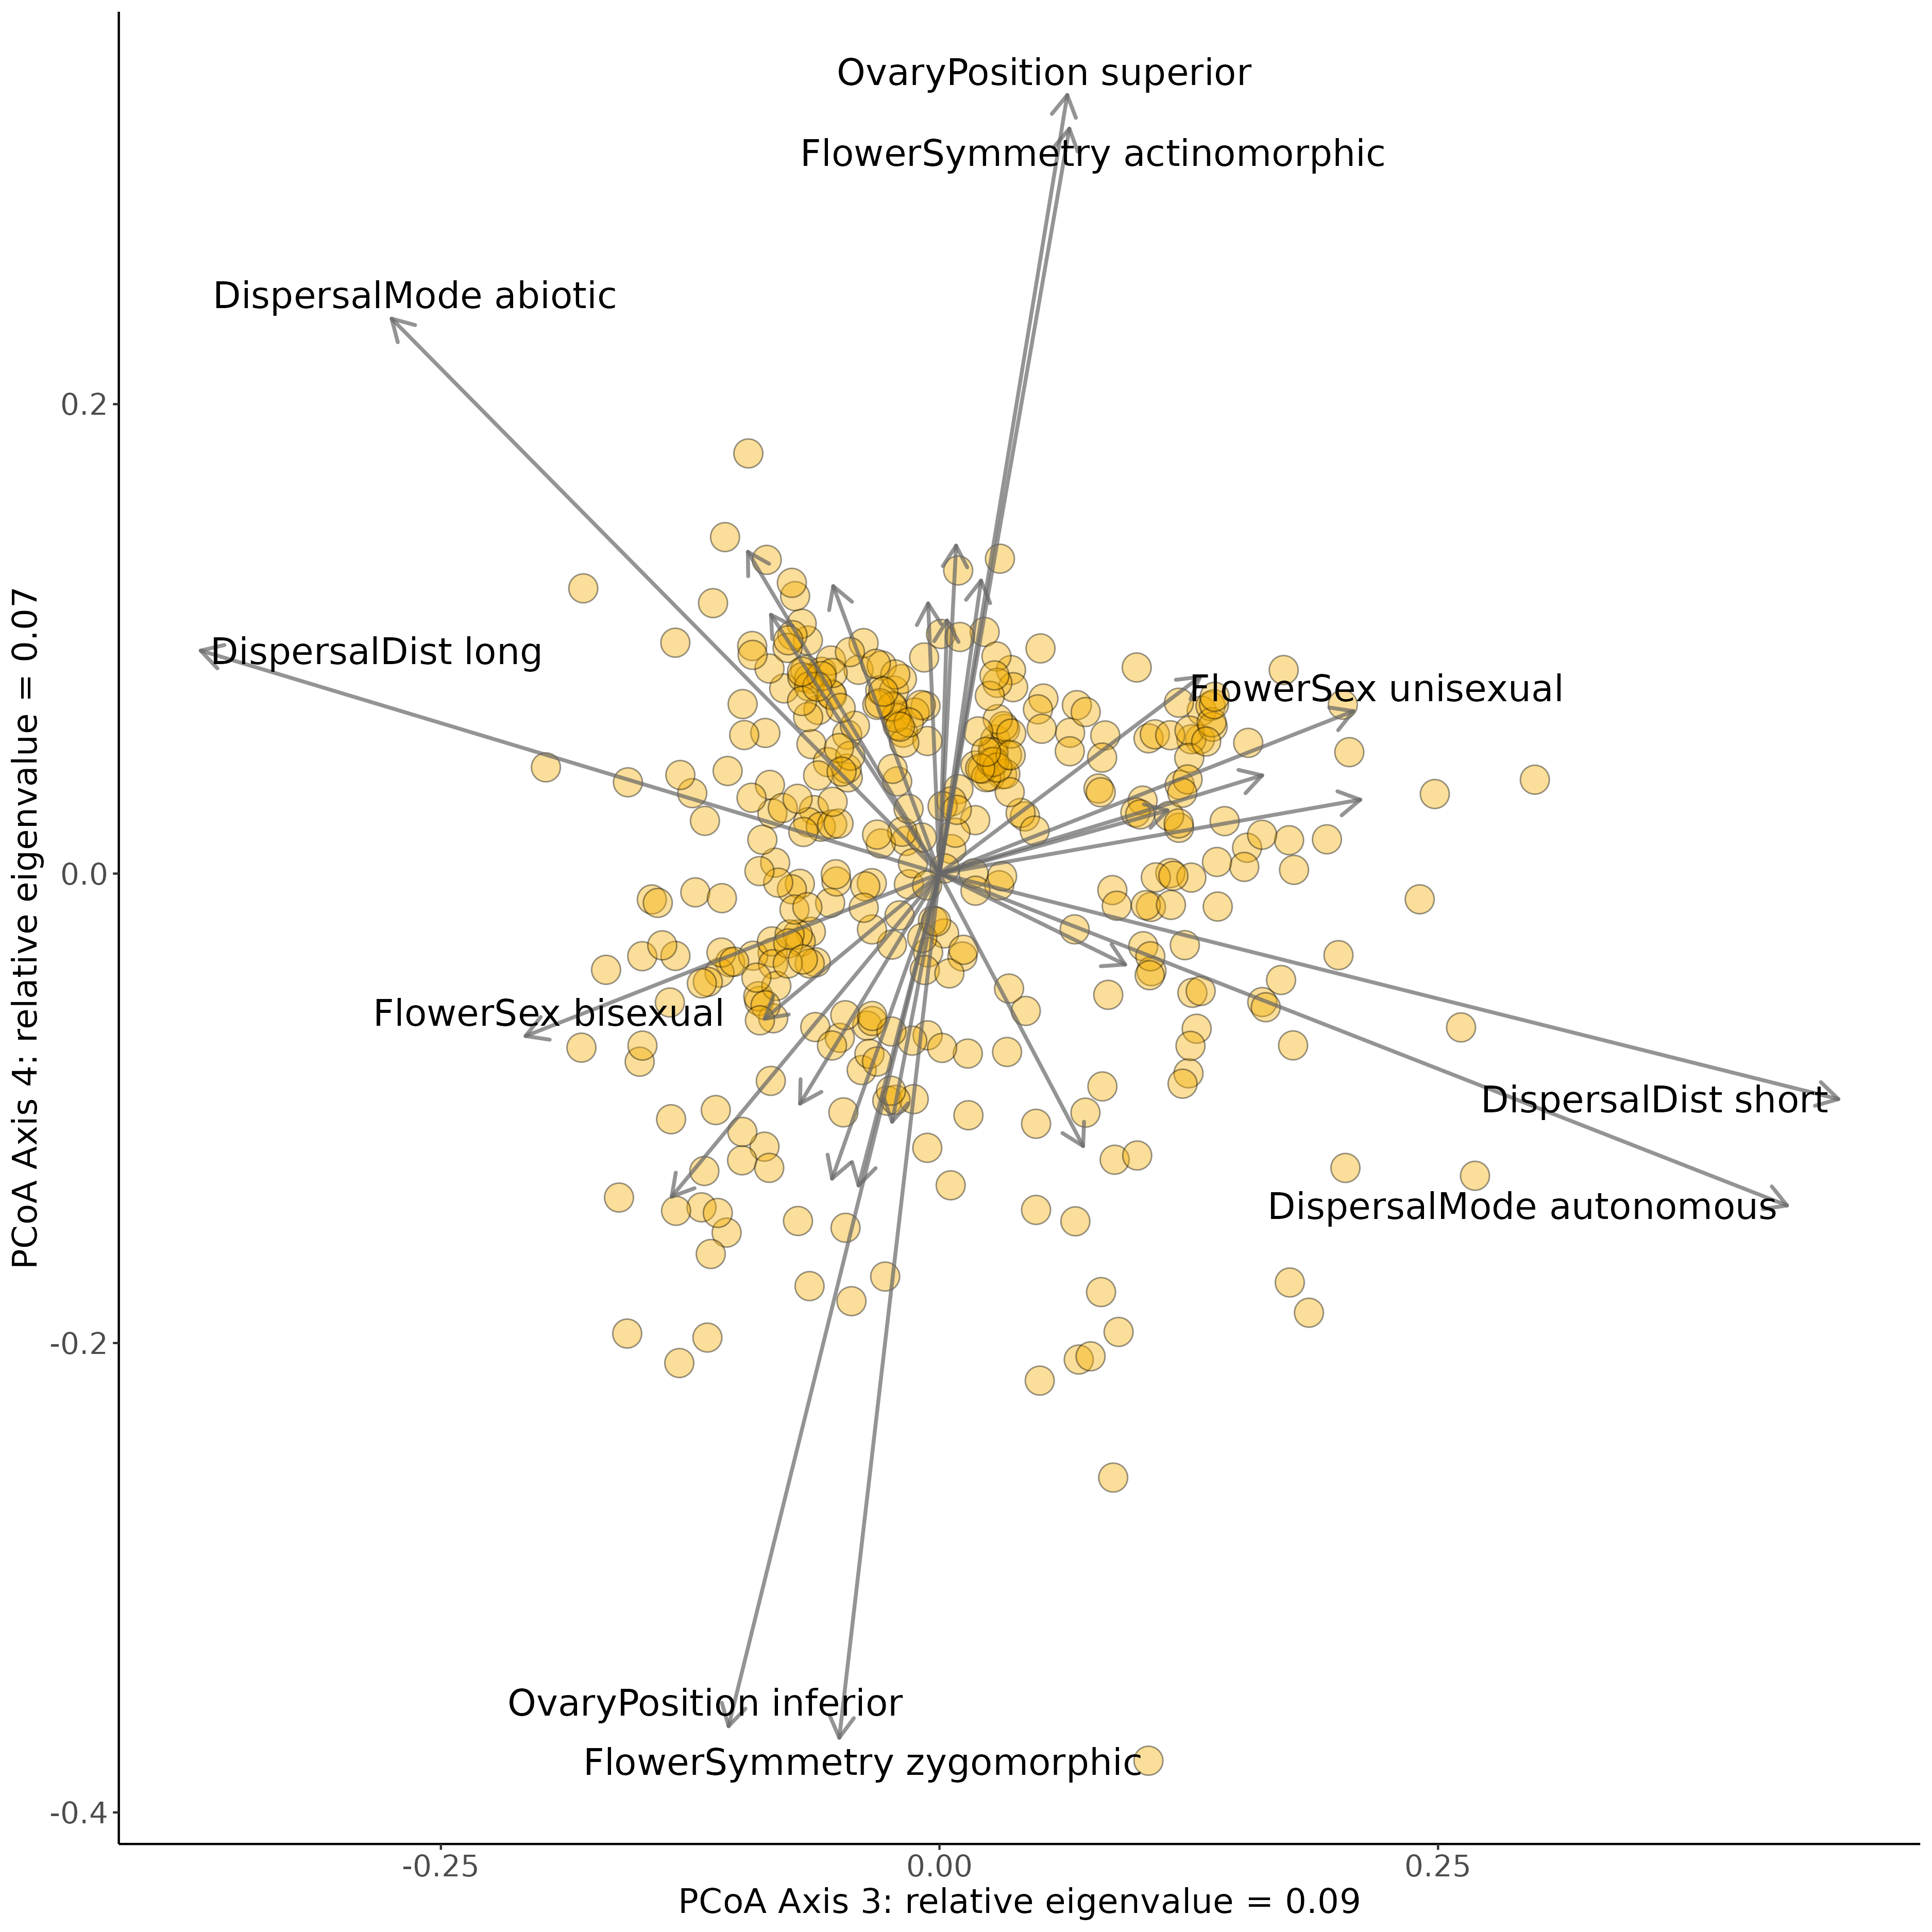 OvaryPosition superior
FlowerSymmetry actinomorphic
DispersalMode abiotic
0.2
DispersalDist long
FlowerSex unisexual
PCoA Axis 4: relative eigenvalue = 0.07
0.0
FlowerSex bisexual
DispersalDist short
DispersalMode autonomous
-0.2
OvaryPosition inferior
FlowerSymmetry zygomorphic
-0.4
-0.25
0.00
0.25
PCoA Axis 3: relative eigenvalue = 0.09